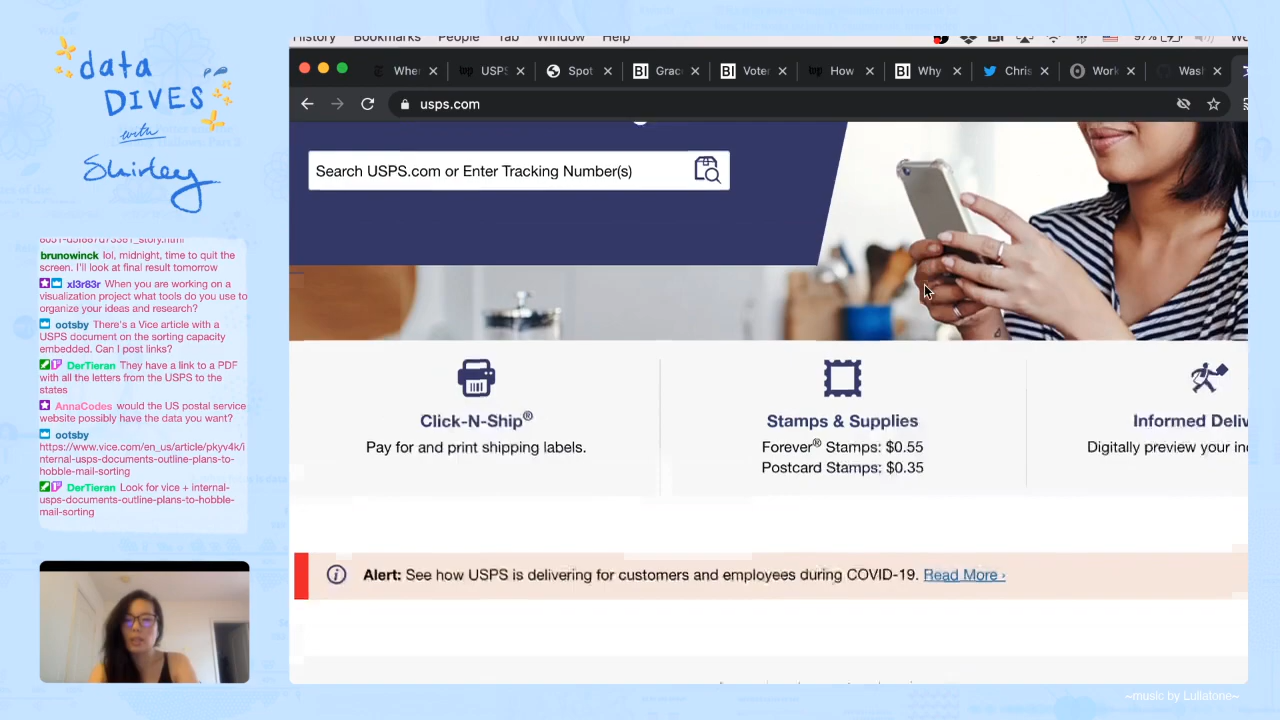 data
DIVES
with
Shirley
8051-d5f887d73381_story.html
brunowinck lol, midnight, time to quit the
screen. I'll look at final result tomorrow
xl3r83r When you are working on a
visualization project what tools do you use to
organize your ideas and research?
ootsby There's a Vice article with a
USPS document on the sorting capacity
embedded. Can I post links?
DerTieran They have a link to a PDF
with all the letters from the USPS to the
states
AnnaCodes would the US postal service
website possibly have the data you want?
ootsby
https://www.vice.com/en_us/article/pkyv4k/i
nternal-usps-documents-outline-plans-to-
hobble-mail-sorting
DerTieran Look for vice + internal-
usps-documents-outline-plans-to-hobble-
mail-sorting
History Bookmarks People Tab Window Help 97%
Wher USPS Spot BI Grac BI Voter How BI Why Chris Work Wasl
usps.com
Search USPS.com or Enter Tracking Number(s)
Click-N-Ship®
Pay for and print shipping labels.
Stamps & Supplies
Forever® Stamps: $0.55
Postcard Stamps: $0.35
Informed Deliv
Digitally preview your in
Alert: See how USPS is delivering for customers and employees during COVID-19. Read More ›
~music by Lullatone~